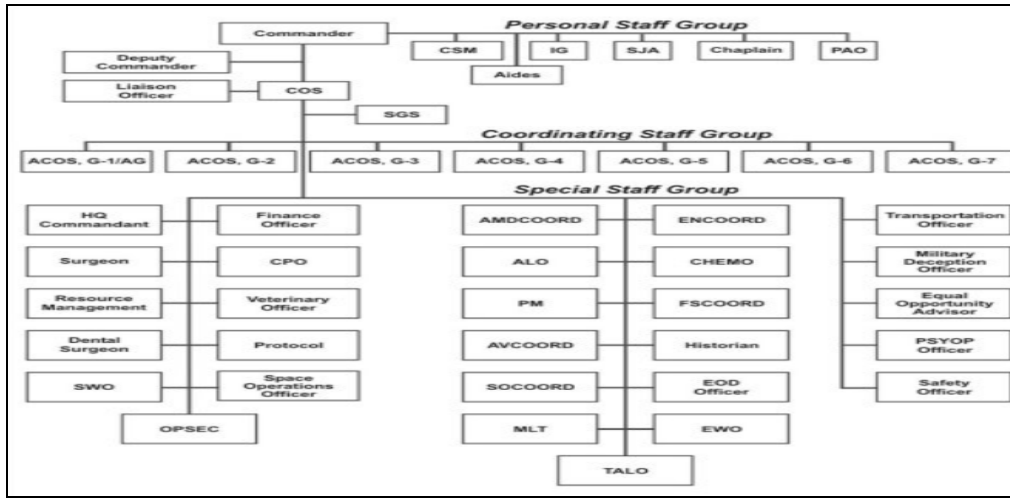 Personal Staff Group
Commander
CSM
IG
SJA
Chaplain
PAO
Aides
Deputy
Commander
Liaison
Officer
COS
SGS
Coordinating Staff Group
ACOS, G-1/AG
ACOS, G-2
ACOS, G-3
ACOS, G-4
ACOS, G-5
ACOS, G-6
ACOS, G-7
Special Staff Group
HQ
Commandant
Finance
Officer
AMDCOORD
ENCOORD
Transportation
Officer
Surgeon
CPO
ALO
CHEMO
Military
Deception
Officer
Resource
Management
Veterinary
Officer
PM
FSCOORD
Equal
Opportunity
Advisor
Dental
Surgeon
Protocol
AVCOORD
Historian
PSYOP
Officer
SWO
Space
Operations
Officer
SOCOORD
EOD
Officer
Safety
Officer
OPSEC
MLT
EWO
TALO